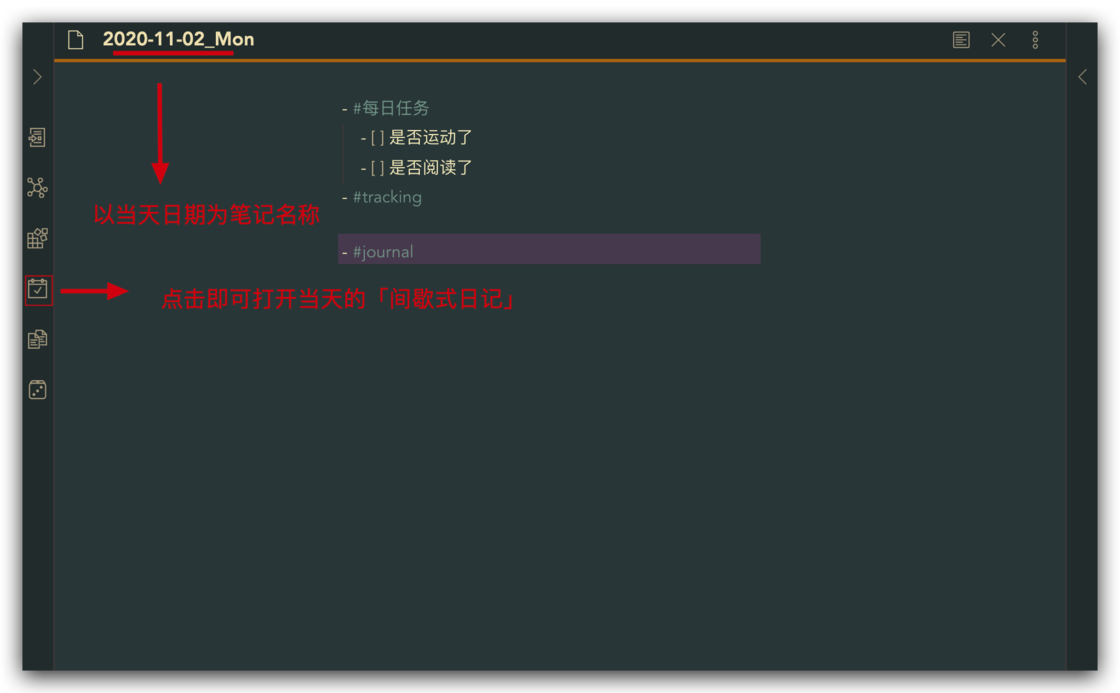 2020-11-02_Mon
- #每日任务
- [ ] 是否运动了
- [ ] 是否阅读了
- #tracking
以当天日期为笔记名称
- #journal
点击即可打开当天的「间歇式日记」